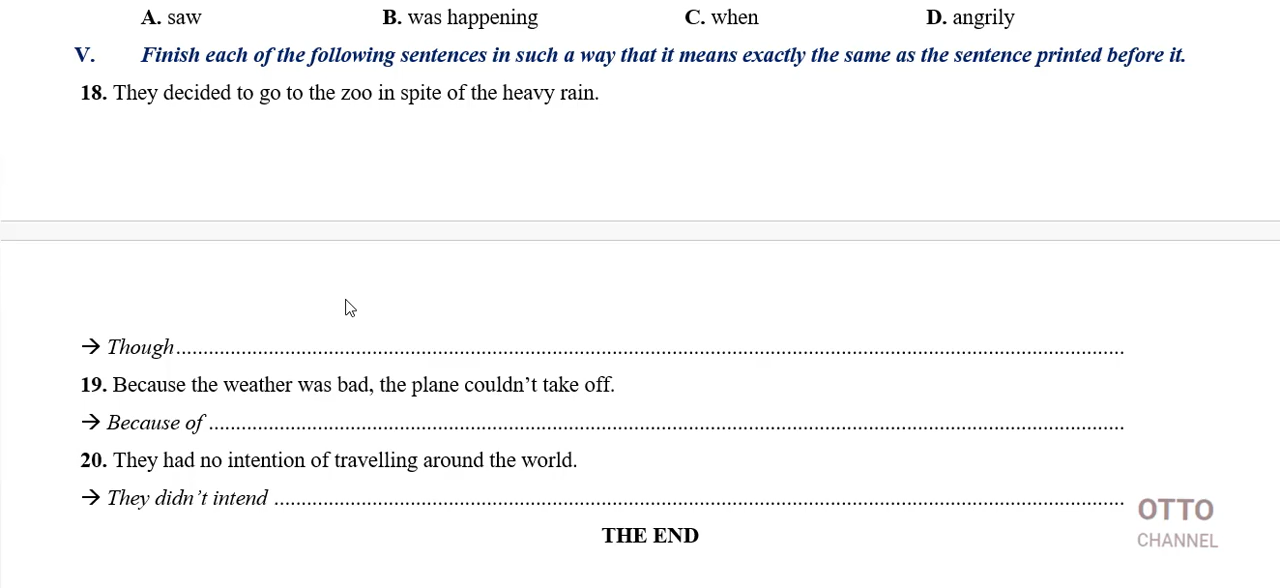 A. saw B. was happening C. when D. angrily
V. Finish each of the following sentences in such a way that it means exactly the same as the sentence printed before it.
18. They decided to go to the zoo in spite of the heavy rain.
→ Though........................................................................................................................................
19. Because the weather was bad, the plane couldn’t take off.
→ Because of ........................................................................................................................................
20. They had no intention of travelling around the world.
→ They didn’t intend ........................................................................................................................................
THE END
OTTO
CHANNEL